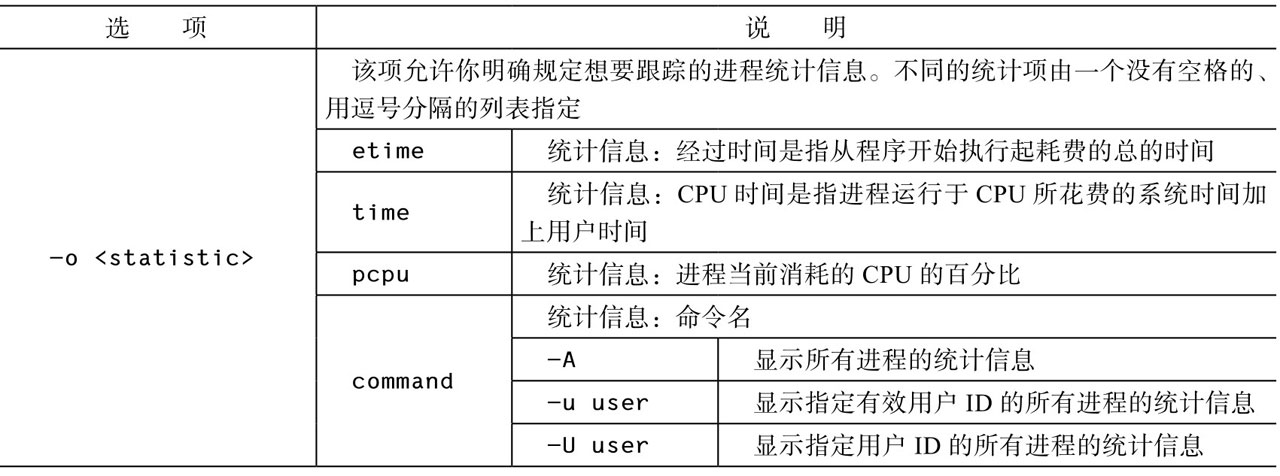 选 项 说 明
该项允许你明确规定想要跟踪的进程统计信息。不同的统计项由一个没有空格的、
用逗号分隔的列表指定
etime 统计信息：经过时间是指从程序开始执行起耗费的总的时间
time 统计信息：CPU 时间是指进程运行于 CPU 所花费的系统时间加
上用户时间
-o <statistic>
pcpu 统计信息：进程当前消耗的 CPU 的百分比
command 统计信息：命令名
-A 显示所有进程的统计信息
-u user 显示指定有效用户 ID 的所有进程的统计信息
-U user 显示指定用户 ID 的所有进程的统计信息